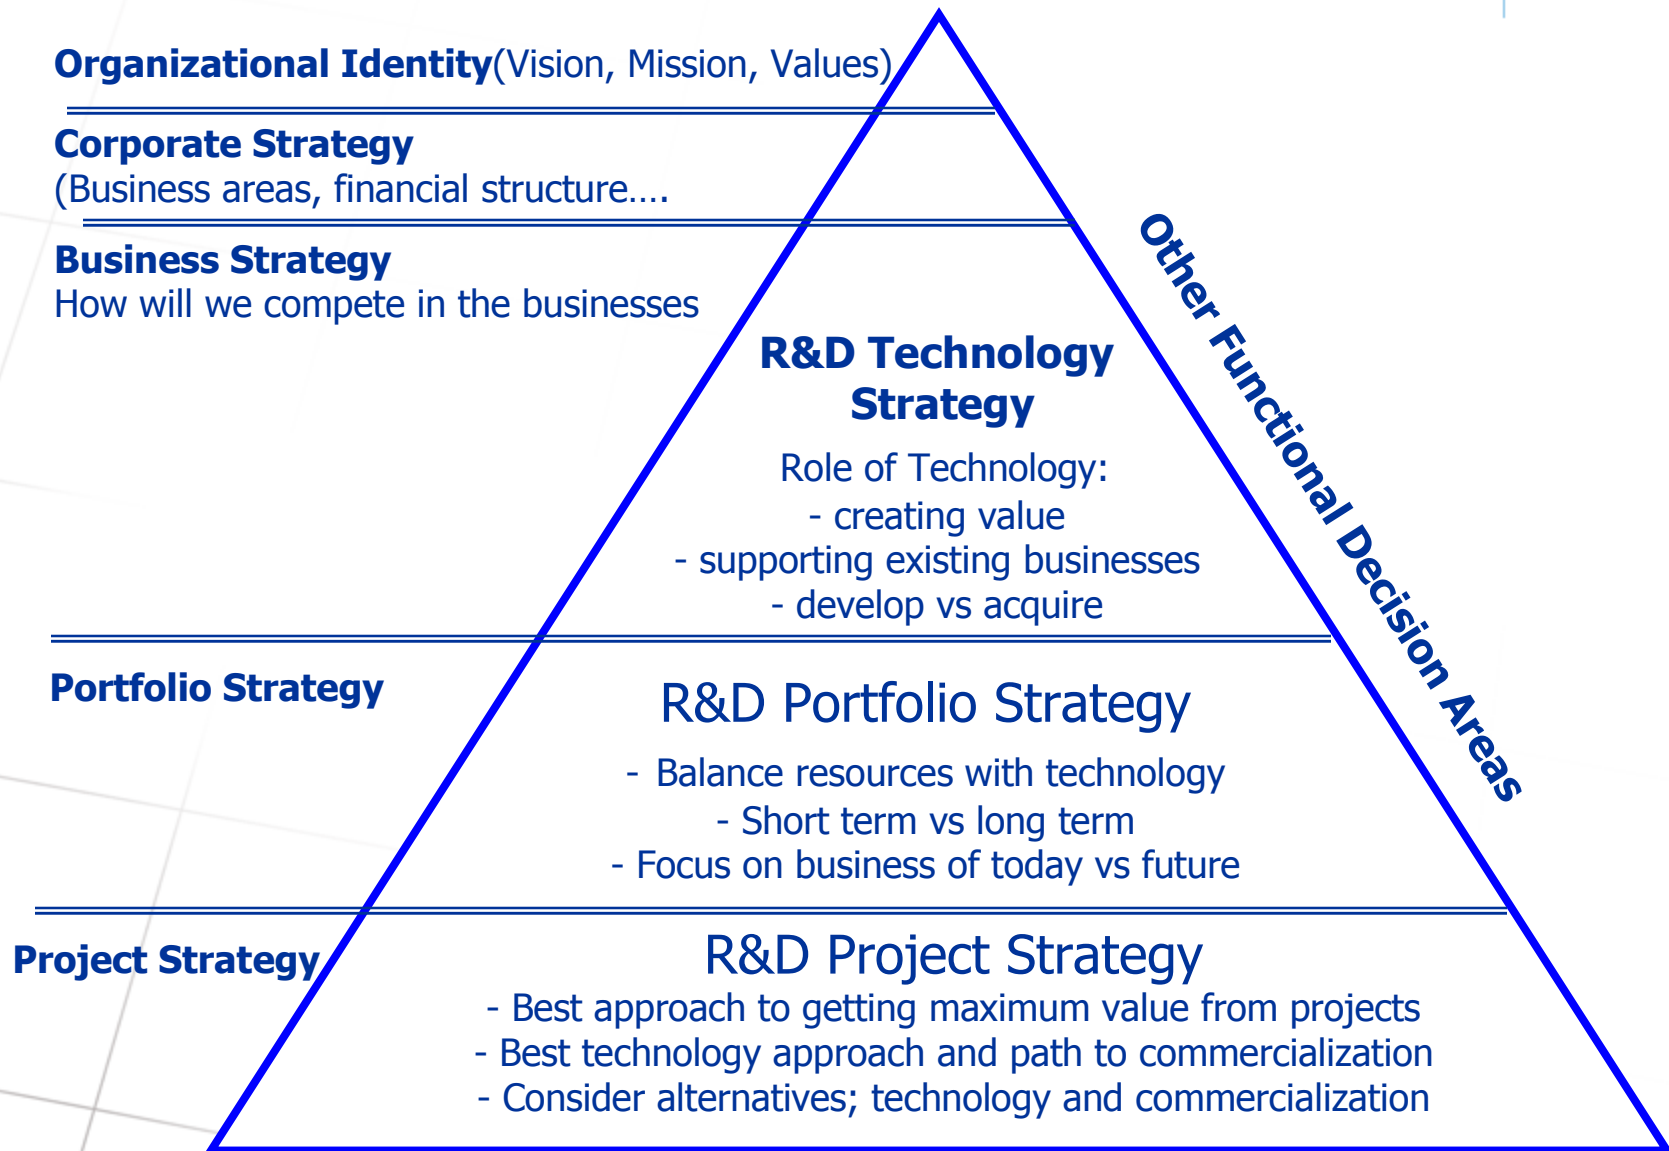 Organizational Identity(Vision, Mission, Values)
Corporate Strategy
(Business areas, financial structure….
Business Strategy
How will we compete in the businesses
R&D Technology
Strategy
Role of Technology:
- creating value
- supporting existing businesses
- develop vs acquire
Other Functional Decision Areas
Portfolio Strategy
R&D Portfolio Strategy
- Balance resources with technology
- Short term vs long term
- Focus on business of today vs future
Project Strategy
R&D Project Strategy
- Best approach to getting maximum value from projects
- Best technology approach and path to commercialization
- Consider alternatives; technology and commercialization